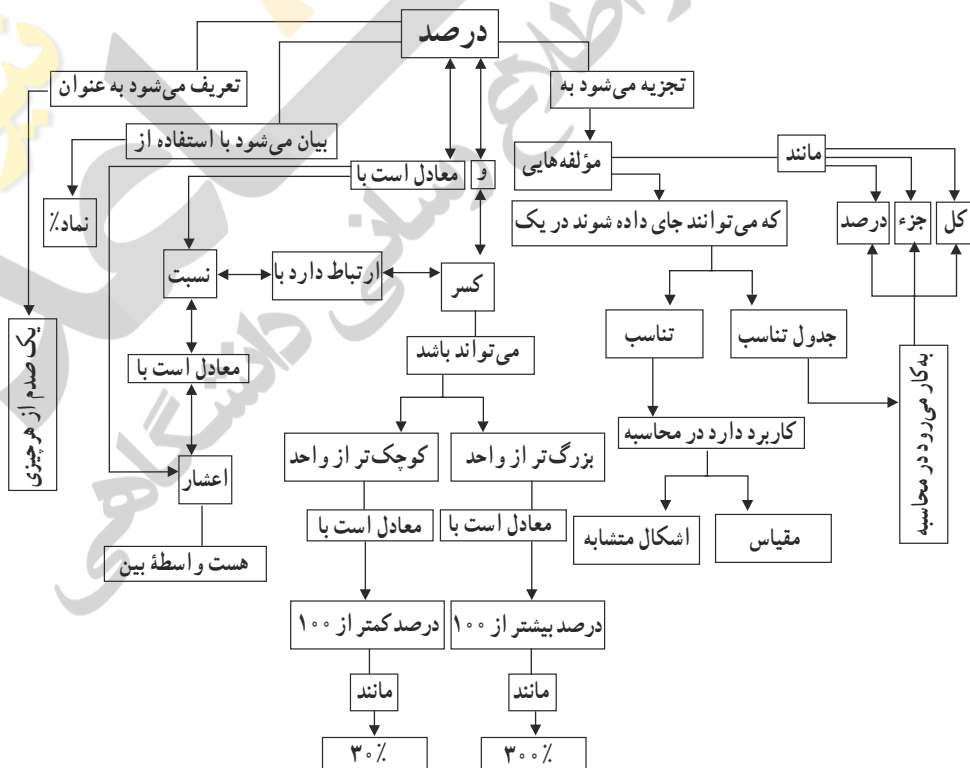 درصد
تعریف می‌شود به عنوان
تجزیه می‌شود به
بیان می‌شود با استفاده از
مؤلفه‌هایی
مانند
معادل است با
و
نماد٪
که می‌توانند جای داده شوند در یک
کل
جزء
درصد
نسبت
ارتباط دارد با
کسر
یک صدم از هرچیزی
تناسب
جدول تناسب
می‌تواند باشد
معادل است با
به‌کار می‌رود در محاسبه
کاربرد دارد در محاسبه
بزرگ‌تر از واحد
کوچک‌تر از واحد
اعشار
معادل است با
معادل است با
مقیاس
اشکال متشابه
هست واسطهٔ بین
درصد بیشتر از ۱۰۰
درصد کمتر از ۱۰۰
مانند
مانند
۳۰۰٪
۳۰٪
اطلاع رسانی دانشگاهی